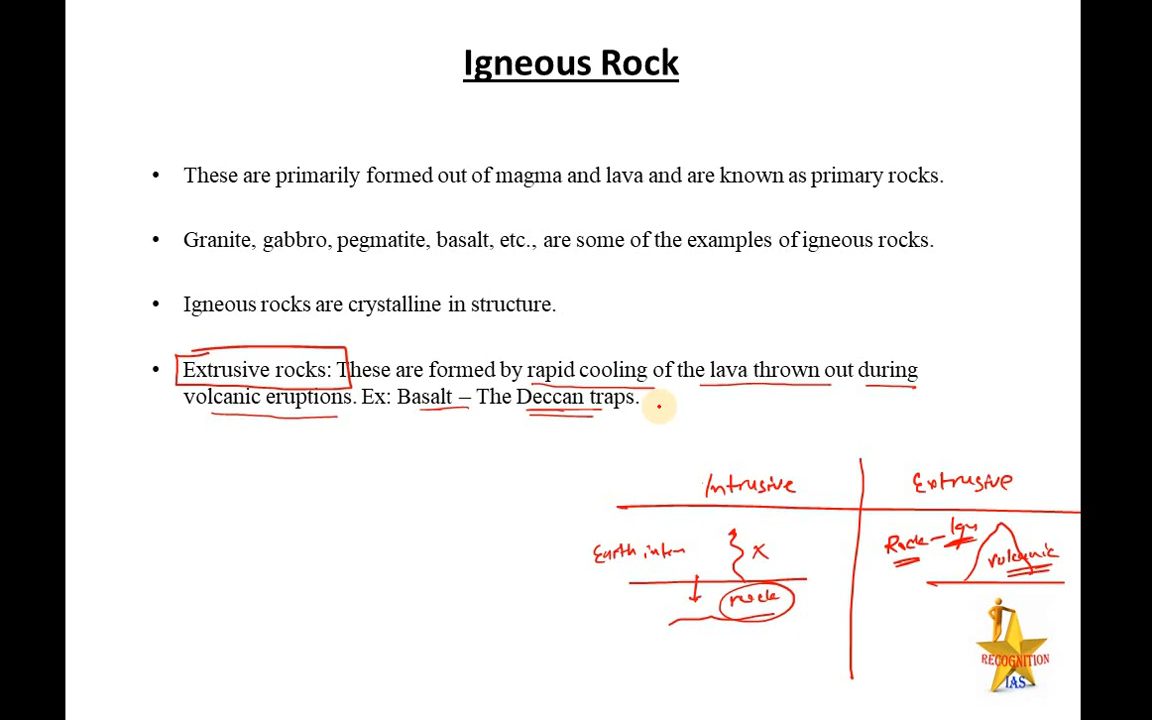 Igneous Rock
• These are primarily formed out of magma and lava and are known as primary rocks.
• Granite, gabbro, pegmatite, basalt, etc., are some of the examples of igneous rocks.
• Igneous rocks are crystalline in structure.
• Extrusive rocks: These are formed by rapid cooling of the lava thrown out during
volcanic eruptions. Ex: Basalt – The Deccan traps.
Intrusive Extrusive
Earth X Rock – volcanic
rock
RECOGNITION
IAS